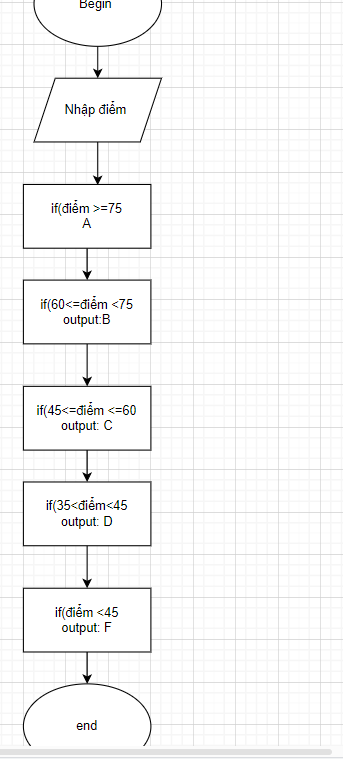 Begin
Nhập điểm
if(điểm >=75
A
if(60<=điểm <75
output:B
if(45<=điểm <=60
output: C
if(35<điểm<45
output: D
if(điểm <45
output: F
end